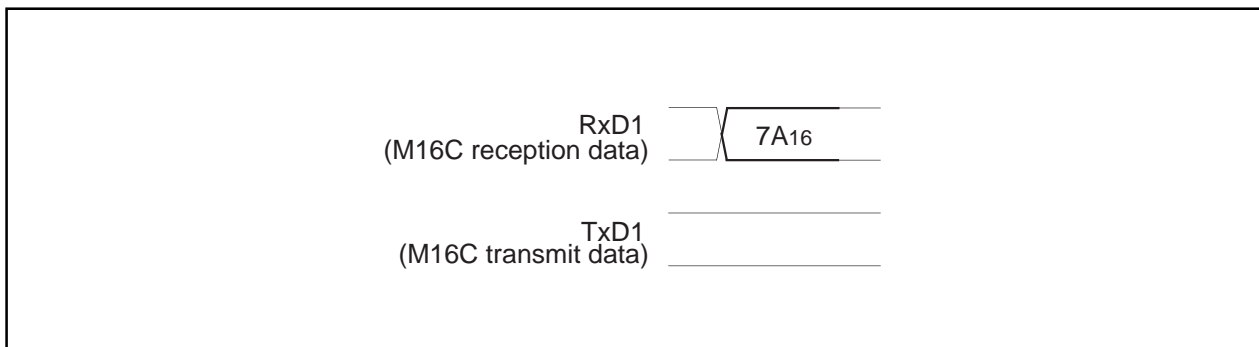 RxD1
(M16C reception data)
7A16
TxD1
(M16C transmit data)